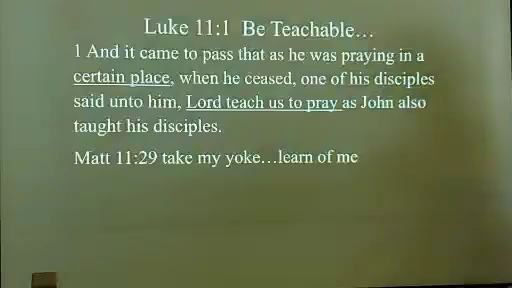 Luke 11:1 Be Teachable…
1 And it came to pass that as he was praying in a
certain place, when he ceased, one of his disciples
said unto him, Lord teach us to pray as John also
taught his disciples.
Matt 11:29 take my yoke…learn of me